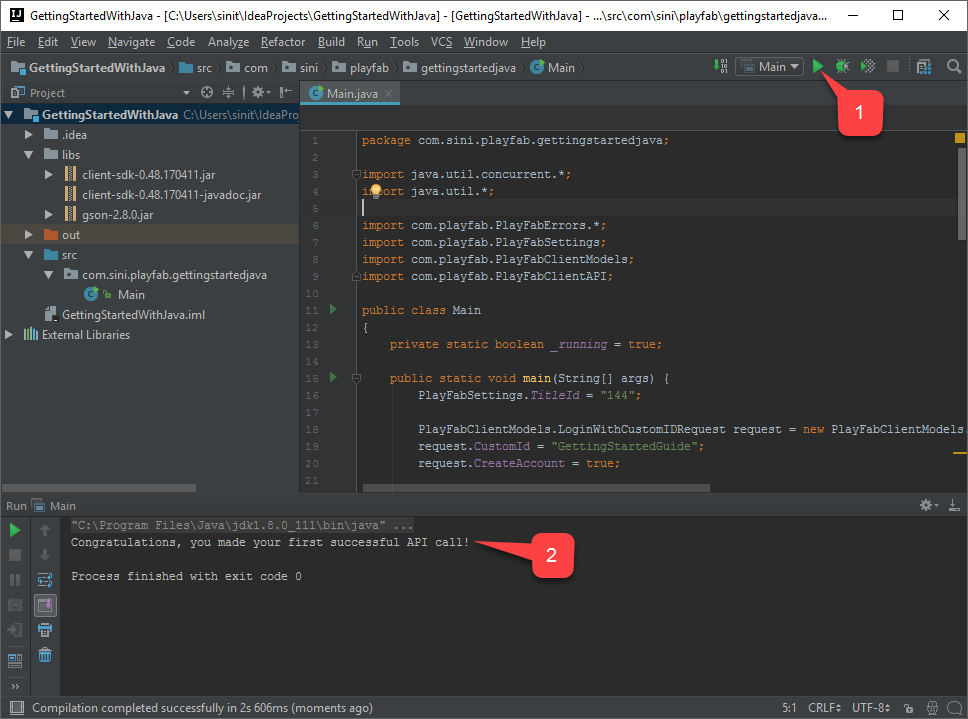 GettingStartedWithJava - [C:\Users\sinit\IdeaProjects\GettingStartedWithJava] - [GettingStartedWithJava] - ...\src\com\sini\playfab\gettingstartedjava...
File Edit View Navigate Code Analyze Refactor Build Run Tools VCS Window Help
GettingStartedWithJava src com sini playfab gettingstartedjava Main Main
1
Project
Main.java
GettingStartedWithJava C:\Users\sinit\IdeaPro
.idea
libs
client-sdk-0.48.170411.jar
client-sdk-0.48.170411-javadoc.jar
gson-2.8.0.jar
out
src
com.sini.playfab.gettingstartedjava
Main
GettingStartedWithJava.iml
External Libraries
1 package com.sini.playfab.gettingstartedjava;
2
3 import java.util.concurrent.*;
4 import java.util.*;
5
6 import com.playfab.PlayFabErrors.*;
7 import com.playfab.PlayFabSettings;
8 import com.playfab.PlayFabClientModels;
9 import com.playfab.PlayFabClientAPI;
10
11 public class Main
12 {
13 private static boolean _running = true;
14
15 public static void main(String[] args) {
16 PlayFabSettings.TitleId = "144";
17
18 PlayFabClientModels.LoginWithCustomIDRequest request = new PlayFabClientModels.
19 request.CustomId = "GettingStartedGuide";
20 request.CreateAccount = true;
21
Run Main
"C:\Program Files\Java\jdk1.8.0_111\bin\java" ...
Congratulations, you made your first successful API call!
2
Process finished with exit code 0
Compilation completed successfully in 2s 606ms (moments ago) 5:1 CRLF UTF-8